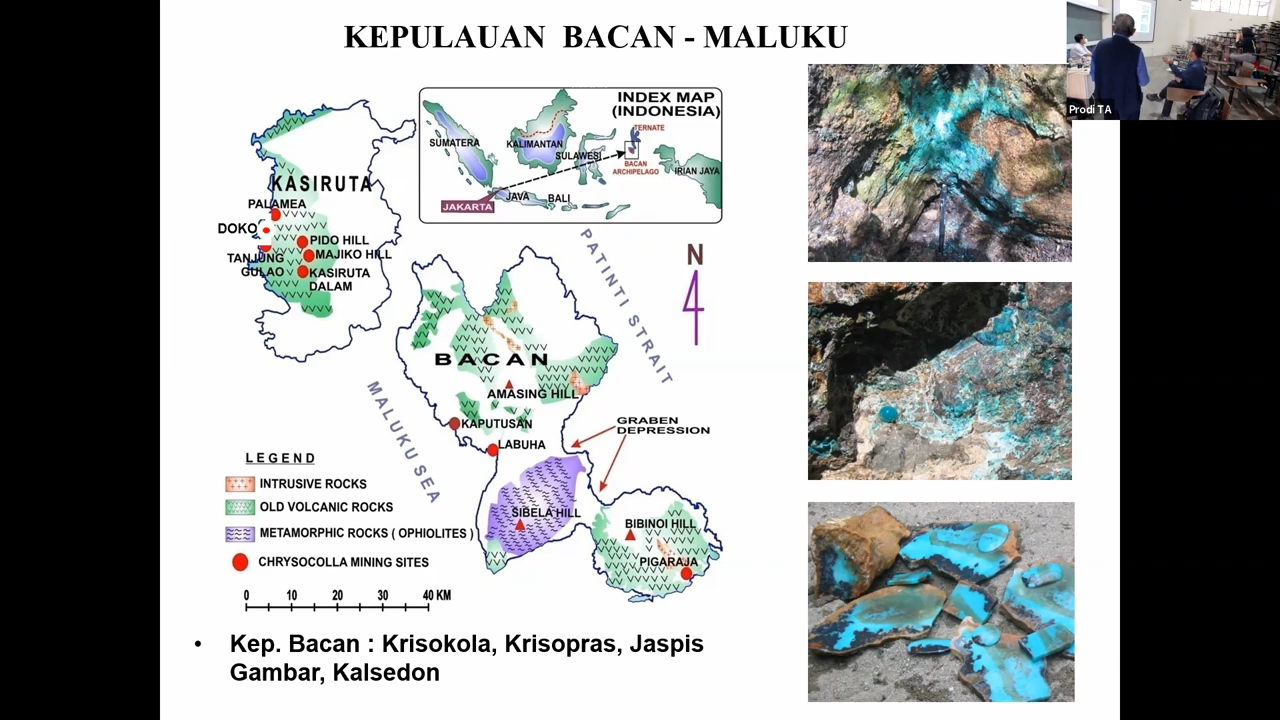 KEPULAUAN BACAN - MALUKU
Prodi TA
INDEX MAP
(INDONESIA)
TERNATE
SUMATERA
KALIMANTAN
SULAWESI
BACAN
ARCHIPELAGO
IRIAN JAYA
JAVA
BALI
JAKARTA
KASIRUTA
PALAMEA
DOKO
PIDO HILL
MAJIKO HILL
TANJUNG
GULAO
KASIRUTA
DALAM
PATINTI STRAIT
N
BACAN
AMASING HILL
MALUKU SEA
KAPUTUSAN
LABUHA
GRABEN
DEPRESSION
SIBELA HILL
BIBINOI HILL
PIGARAJA
LEGEND
INTRUSIVE ROCKS
OLD VOLCANIC ROCKS
METAMORPHIC ROCKS ( OPHIOLITES )
CHRYSOCOLLA MINING SITES
0 10 20 30 40 KM
• Kep. Bacan : Krisokola, Krisopras, Jaspis
Gambar, Kalsedon